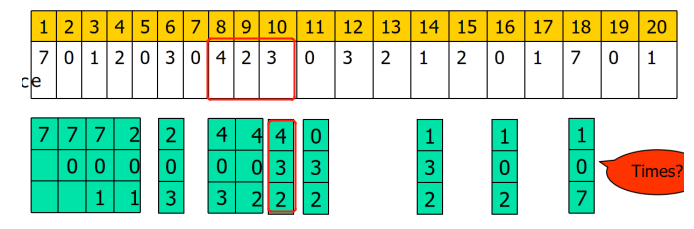 1 2 3 4 5 6 7 8 9 10 11 12 13 14 15 16 17 18 19 20
7 0 1 2 0 3 0 4 2 3 0 3 2 1 2 0 1 7 0 1
ce
7 7 7 2 2 4 4 4 0 1 1 1
0 0 0 0 0 0 3 3 3 0 0
1 1 3 3 2 2 2 2 2 7
Times?